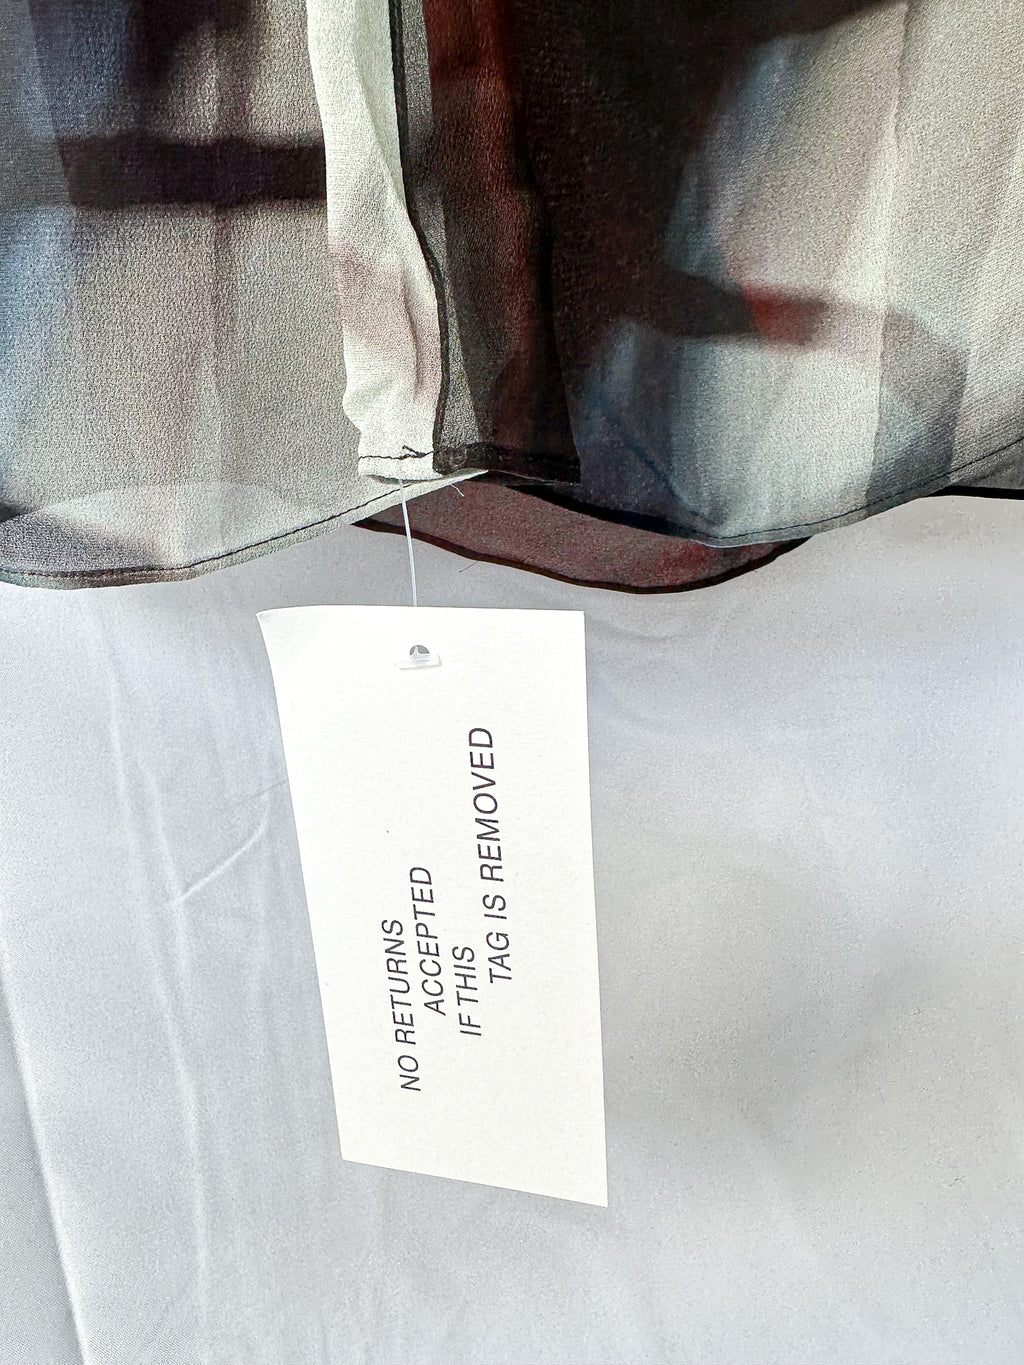 NO RETURNS
ACCEPTED
IF THIS
TAG IS REMOVED